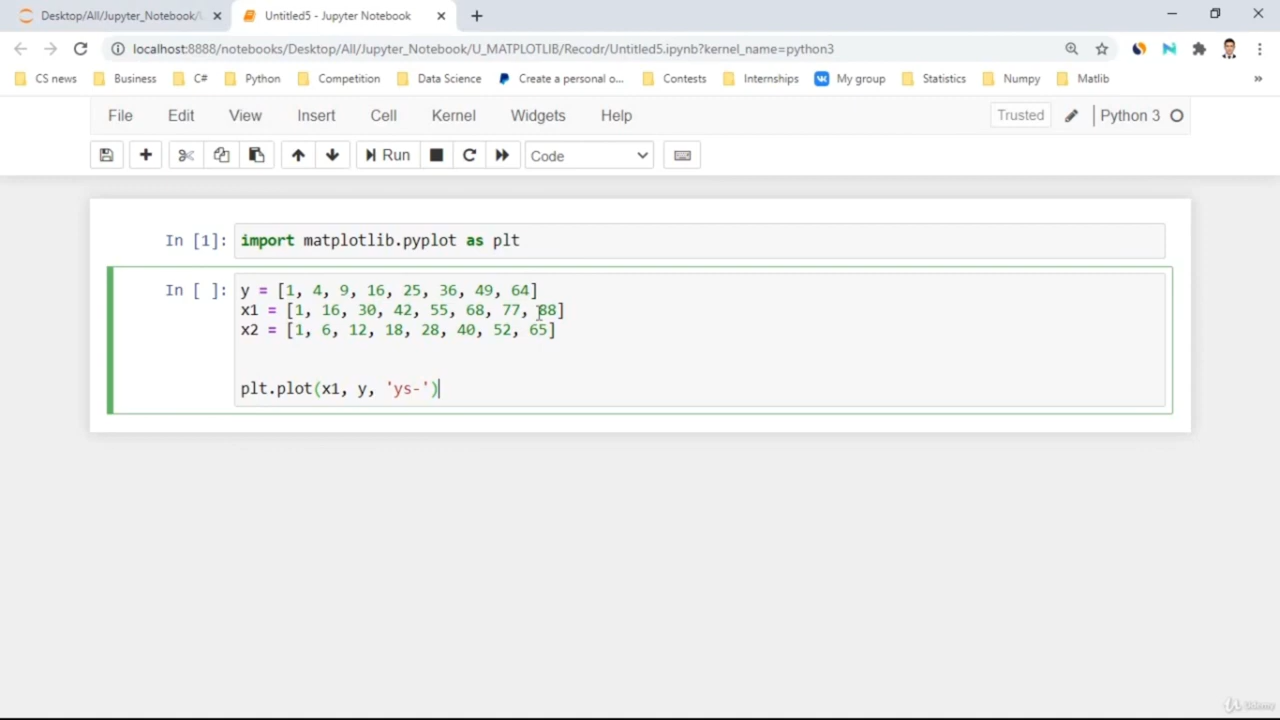 Desktop/All/Jupyter_Notebook/
Untitled5 - Jupyter Notebook
localhost:8888/notebooks/Desktop/All/Jupyter_Notebook/U_MATPLOTLIB/Recodr/Untitled5.ipynb?kernel_name=python3
CS news Business C# Python Competition Data Science Create a personal o... Contests Internships My group Statistics Numpy Matlib »
File Edit View Insert Cell Kernel Widgets Help Trusted Python 3
Run Code
In [1]: import matplotlib.pyplot as plt
In [ ]: y = [1, 4, 9, 16, 25, 36, 49, 64]
x1 = [1, 16, 30, 42, 55, 68, 77, 88]
x2 = [1, 6, 12, 18, 28, 40, 52, 65]
plt.plot(x1, y, 'ys-')
Udemy